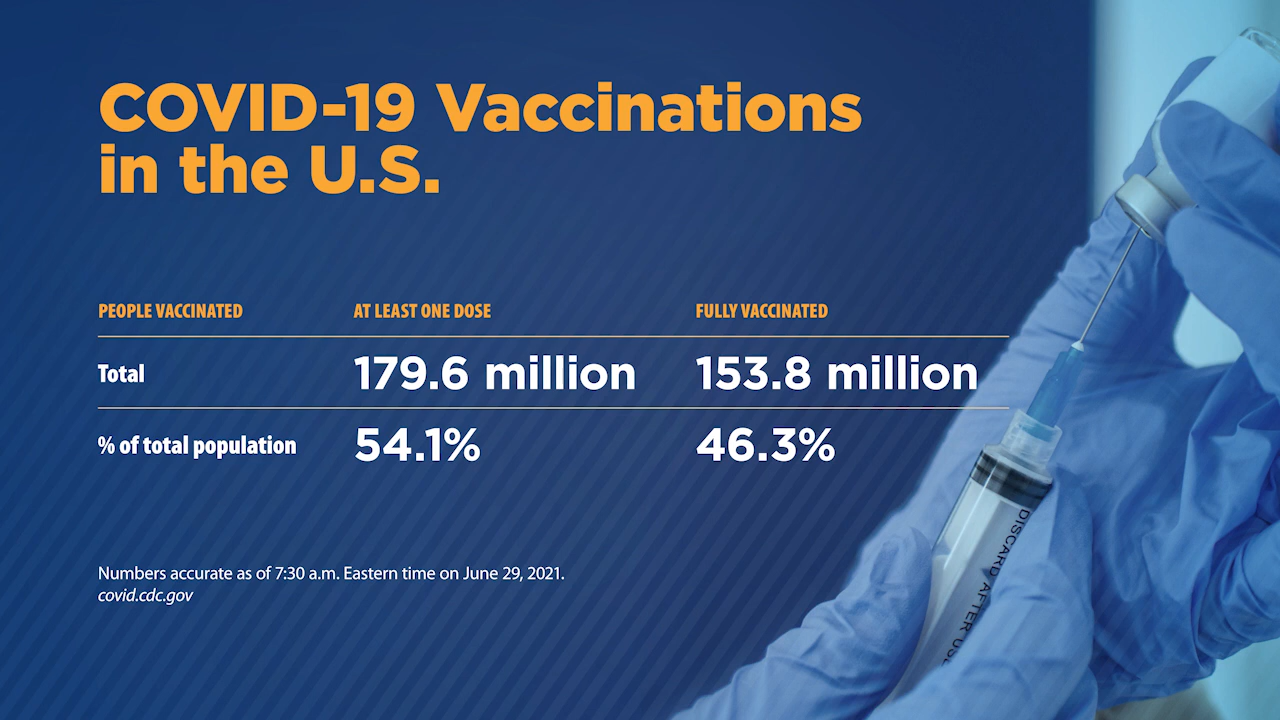 COVID-19 Vaccinations
in the U.S.
PEOPLE VACCINATED AT LEAST ONE DOSE FULLY VACCINATED
Total 179.6 million 153.8 million
% of total population 54.1% 46.3%
Numbers accurate as of 7:30 a.m. Eastern time on June 29, 2021.
covid.cdc.gov
DISCARD AFTER